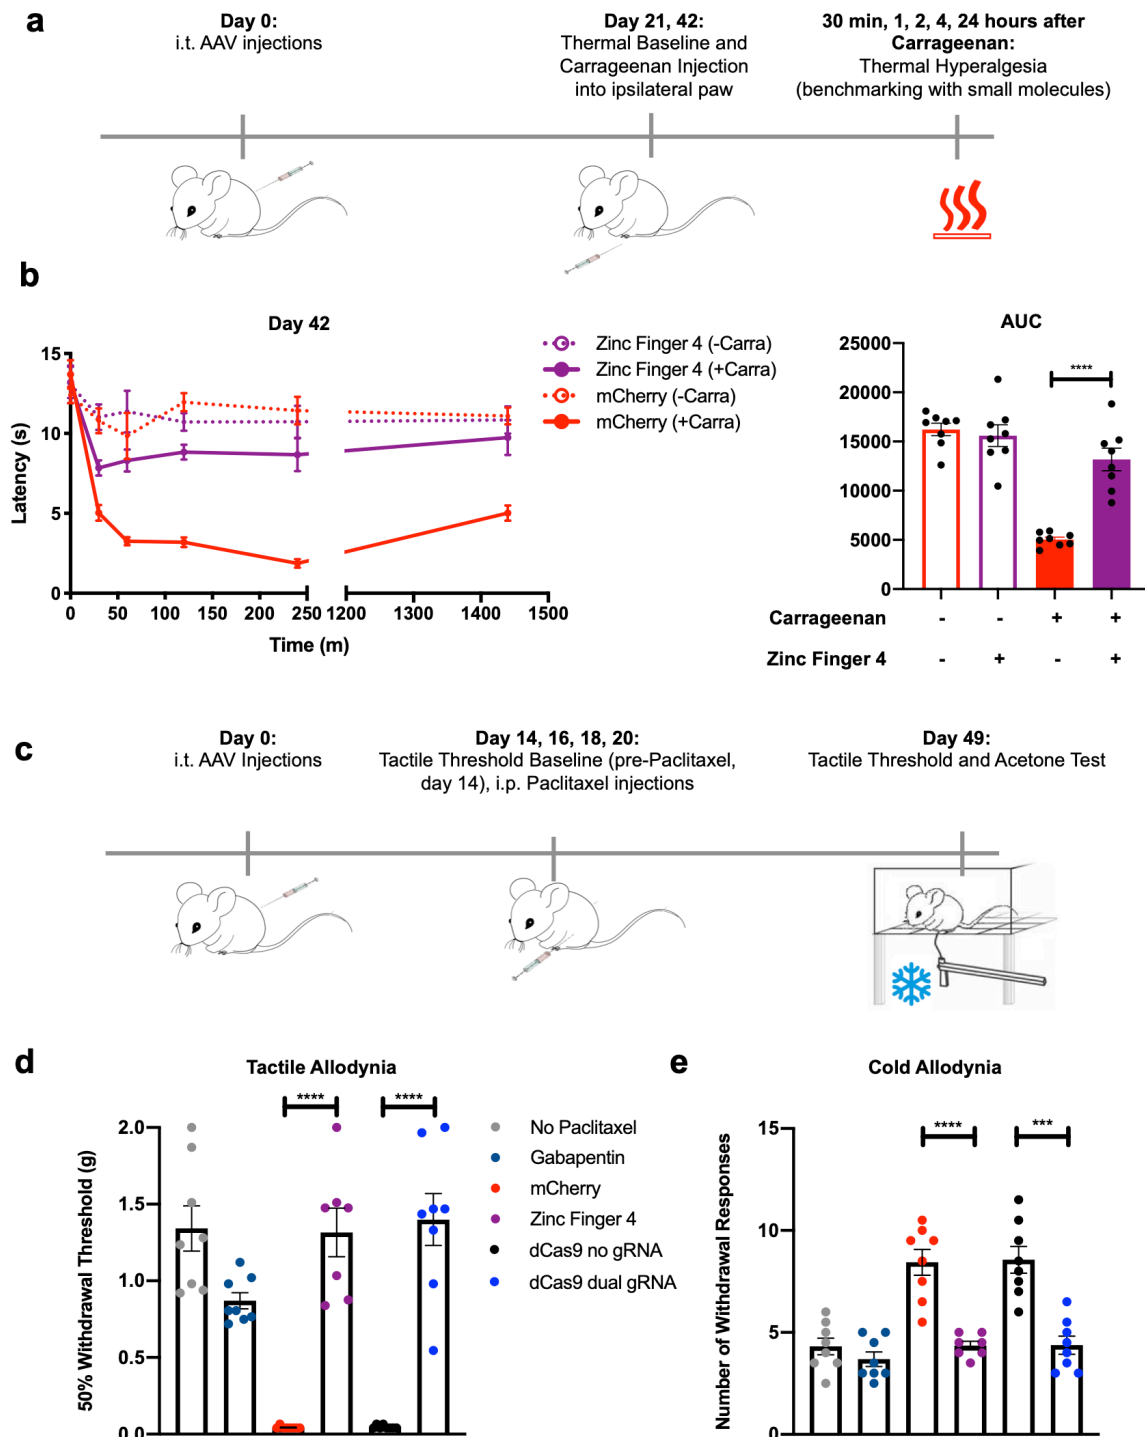 a
Day 0:
i.t. AAV injections
Day 21, 42:
Thermal Baseline and
Carrageenan Injection
into ipsilateral paw
30 min, 1, 2, 4, 24 hours after
Carrageenan:
Thermal Hyperalgesia
(benchmarking with small molecules)
b
Day 42
Latency (s)
15
10
5
0
0 50 100 150 200 250 1200 1300 1400 1500
Time (m)
Zinc Finger 4 (-Carra)
Zinc Finger 4 (+Carra)
mCherry (-Carra)
mCherry (+Carra)
AUC
25000
20000
15000
10000
5000
0
****
Carrageenan - - + +
Zinc Finger 4 - + - +
c
Day 0:
i.t. AAV Injections
Day 14, 16, 18, 20:
Tactile Threshold Baseline (pre-Paclitaxel,
day 14), i.p. Paclitaxel injections
Day 49:
Tactile Threshold and Acetone Test
d
Tactile Allodynia
50% Withdrawal Threshold (g)
2.0
1.5
1.0
0.5
0.0
**** ****
No Paclitaxel
Gabapentin
mCherry
Zinc Finger 4
dCas9 no gRNA
dCas9 dual gRNA
e
Cold Allodynia
Number of Withdrawal Responses
15
10
5
0
**** ***